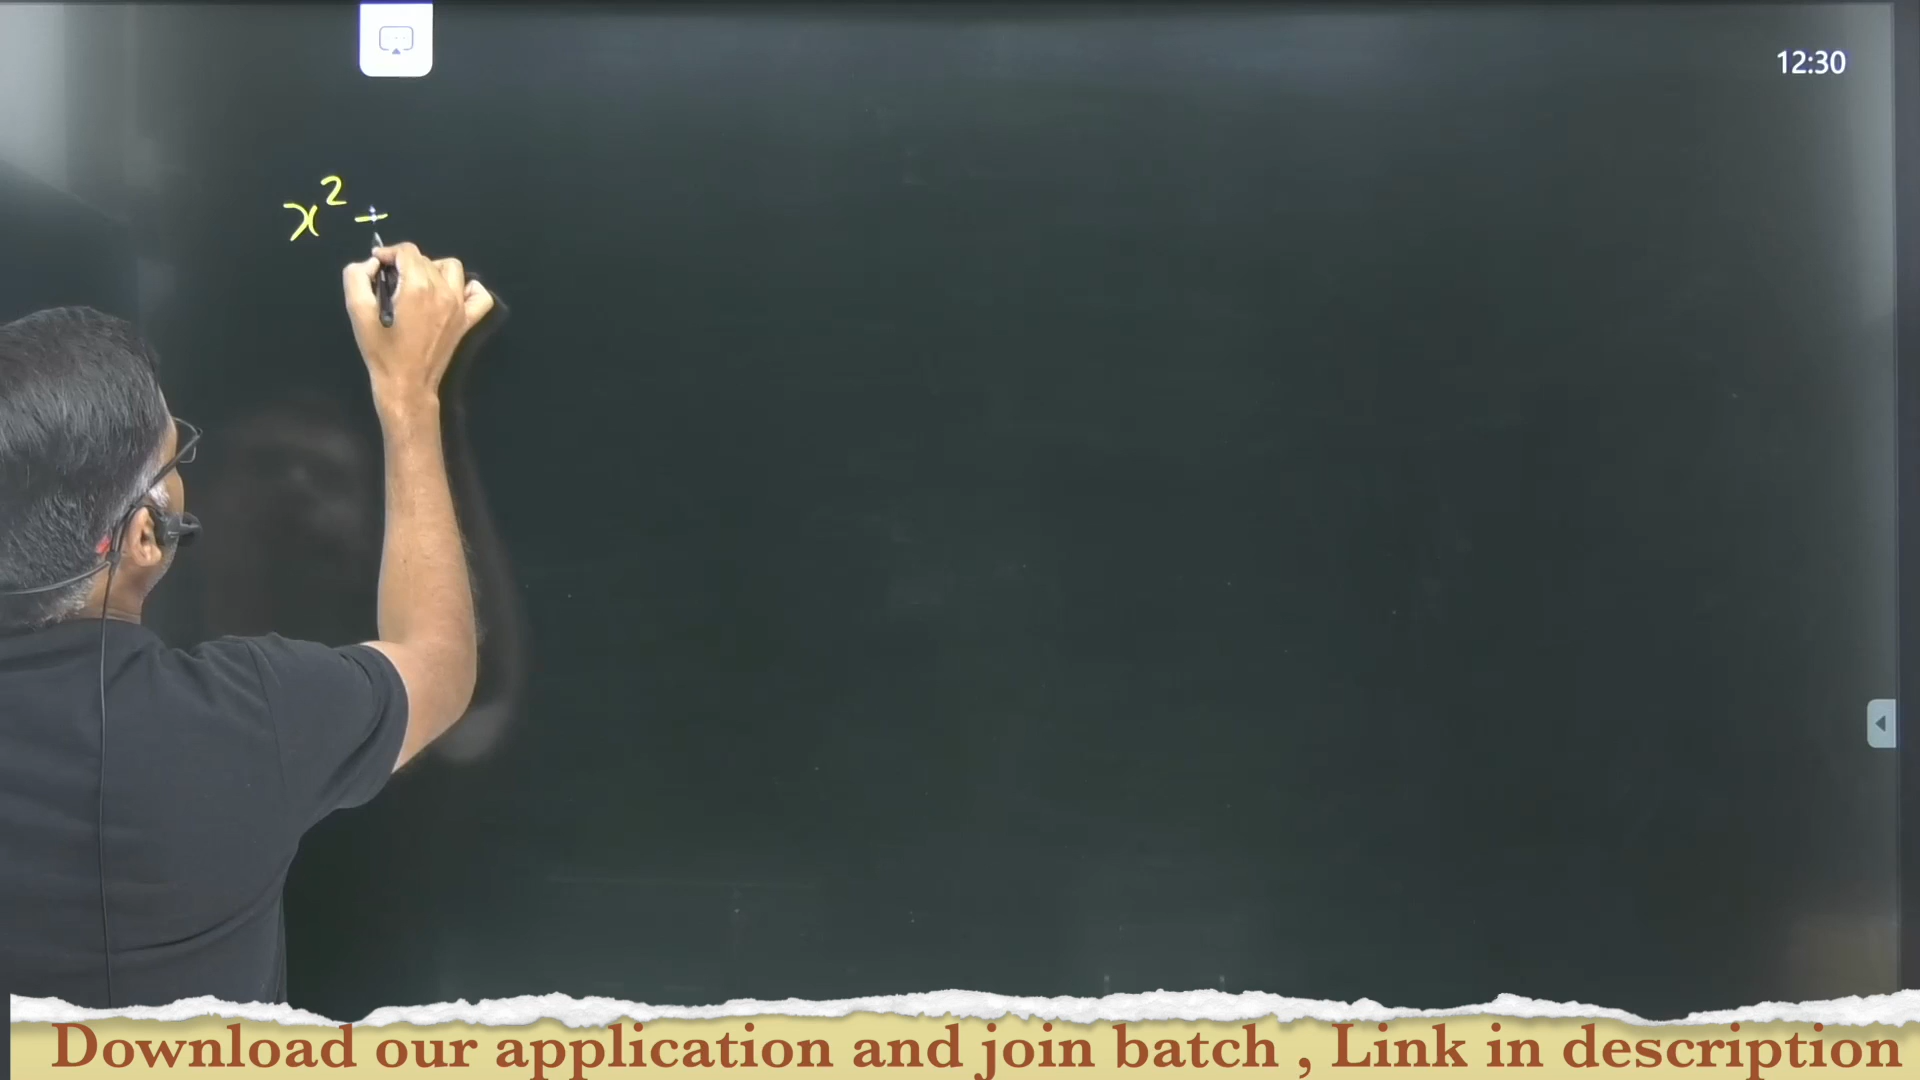 12:30
x² +
Download our application and join batch , Link in description